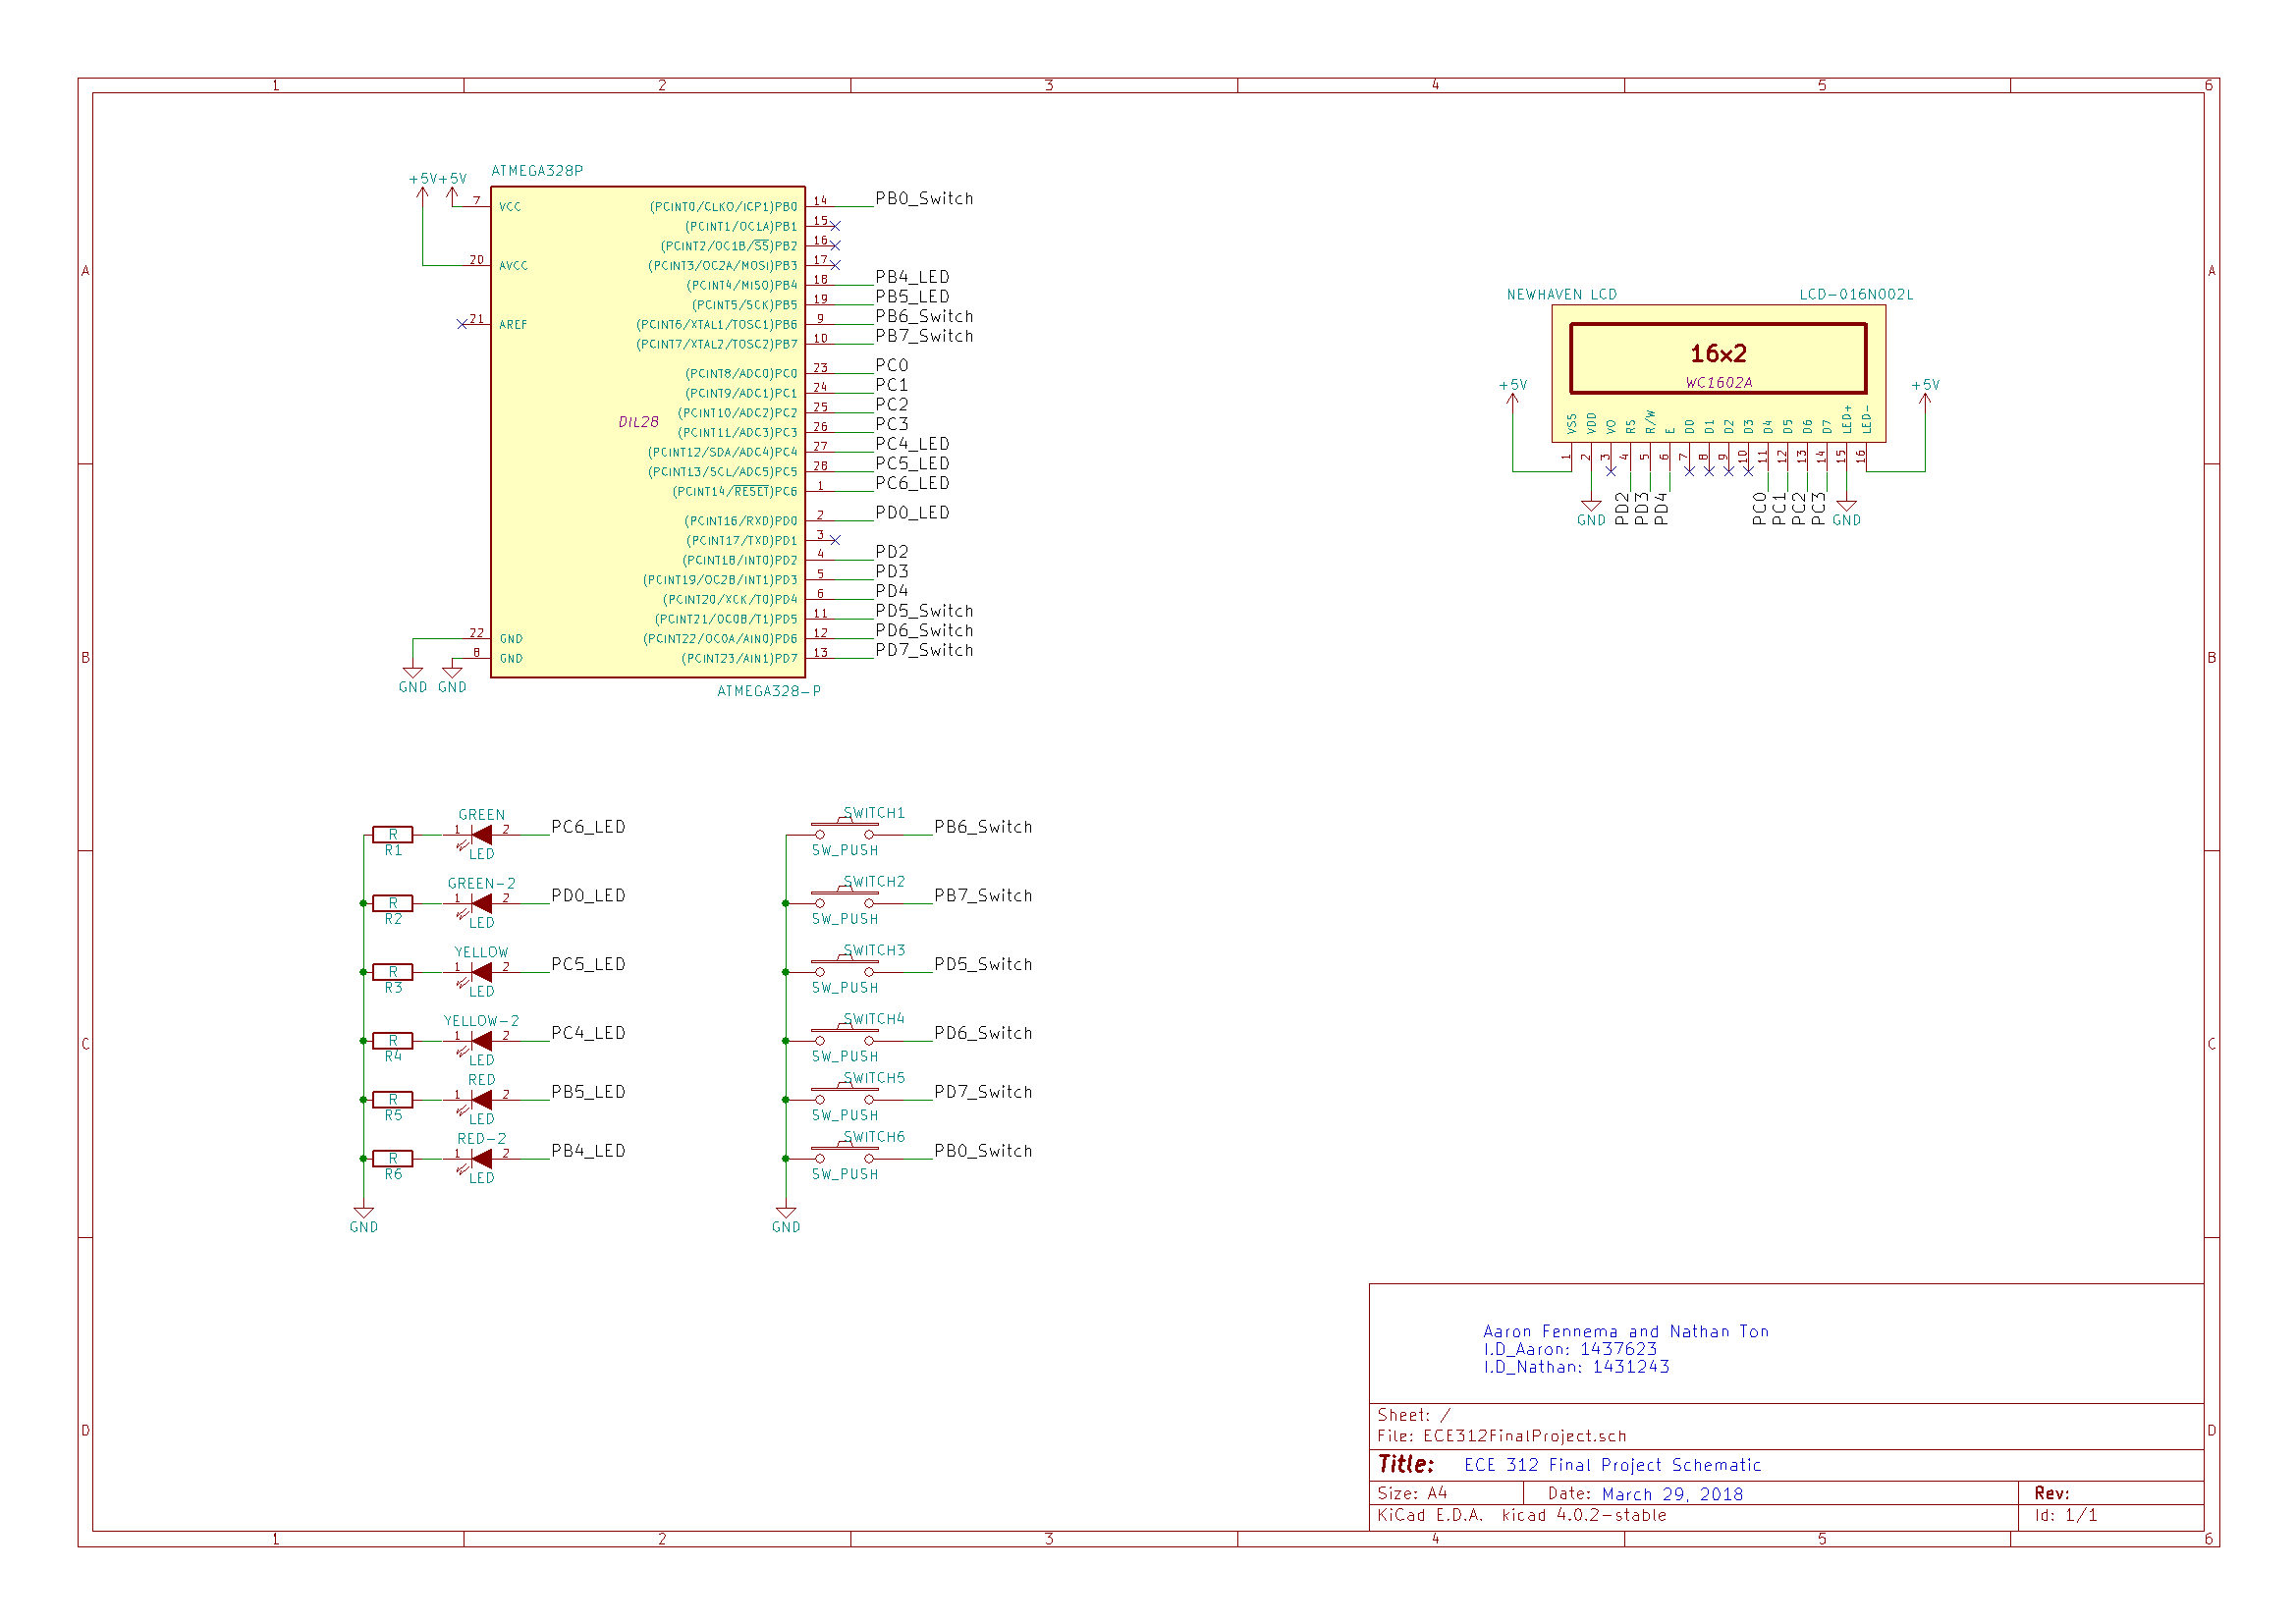 1 2 3 4 5 6
A A
B B
C C
D D
+5V +5V
ATMEGA328P
7 VCC
20 AVCC
21 AREF
22 GND
8 GND
GND GND
DIL28
(PCINT0/CLKO/ICP1)PB0 14 PB0_Switch
(PCINT1/OC1A)PB1 15
(PCINT2/OC1B/SS)PB2 16
(PCINT3/OC2A/MOSI)PB3 17
(PCINT4/MISO)PB4 18 PB4_LED
(PCINT5/SCK)PB5 19 PB5_LED
(PCINT6/XTAL1/TOSC1)PB6 9 PB6_Switch
(PCINT7/XTAL2/TOSC2)PB7 10 PB7_Switch
(PCINT8/ADC0)PC0 23 PC0
(PCINT9/ADC1)PC1 24 PC1
(PCINT10/ADC2)PC2 25 PC2
(PCINT11/ADC3)PC3 26 PC3
(PCINT12/SDA/ADC4)PC4 27 PC4_LED
(PCINT13/SCL/ADC5)PC5 28 PC5_LED
(PCINT14/RESET)PC6 1 PC6_LED
(PCINT16/RXD)PD0 2 PD0_LED
(PCINT17/TXD)PD1 3
(PCINT18/INT0)PD2 4 PD2
(PCINT19/OC2B/INT1)PD3 5 PD3
(PCINT20/XCK/T0)PD4 6 PD4
(PCINT21/OC0B/T1)PD5 11 PD5_Switch
(PCINT22/OC0A/AIN0)PD6 12 PD6_Switch
(PCINT23/AIN1)PD7 13 PD7_Switch
ATMEGA328-P
NEWHAVEN LCD LCD-016N002L
16x2
WC1602A
+5V +5V
VSS VDD VO RS R/W E D0 D1 D2 D3 D4 D5 D6 D7 LED+ LED-
1 2 3 4 5 6 7 8 9 10 11 12 13 14 15 16
GND PD2 PD3 PD4 PC0 PC1 PC2 PC3 GND
GREEN
R 1 2 PC6_LED
R1 LED
GREEN-2
R 1 2 PD0_LED
R2 LED
YELLOW
R 1 2 PC5_LED
R3 LED
YELLOW-2
R 1 2 PC4_LED
R4 LED
RED
R 1 2 PB5_LED
R5 LED
RED-2
R 1 2 PB4_LED
R6 LED
GND
SWITCH1
PB6_Switch
SW_PUSH
SWITCH2
PB7_Switch
SW_PUSH
SWITCH3
PD5_Switch
SW_PUSH
SWITCH4
PD6_Switch
SW_PUSH
SWITCH5
PD7_Switch
SW_PUSH
SWITCH6
PB0_Switch
SW_PUSH
GND
Aaron Fennema and Nathan Ton
I.D_Aaron: 1437623
I.D_Nathan: 1431243
Sheet: /
File: ECE312FinalProject.sch
Title: ECE 312 Final Project Schematic
Size: A4 Date: March 29, 2018 Rev:
KiCad E.D.A. kicad 4.0.2-stable Id: 1/1
1 2 3 4 5 6